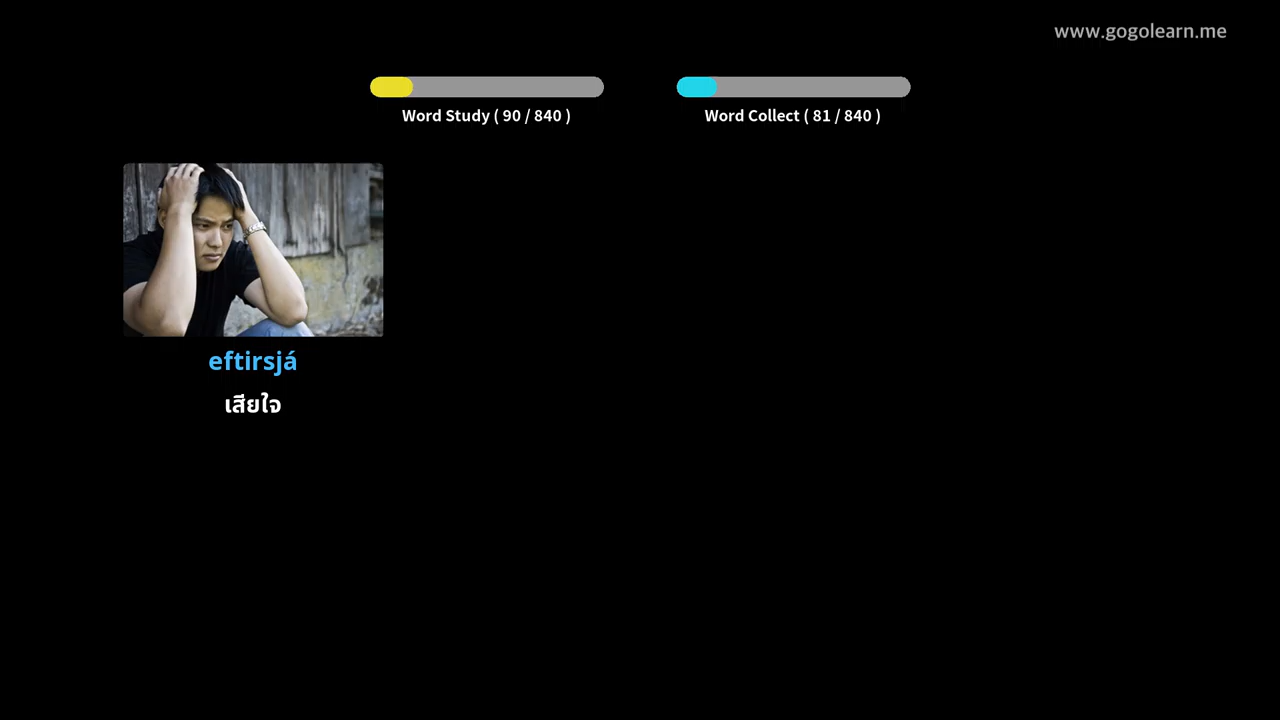 www.gogolearn.me
Word Study ( 90 / 840 )
Word Collect ( 81 / 840 )
eftirsjá
เสียใจ